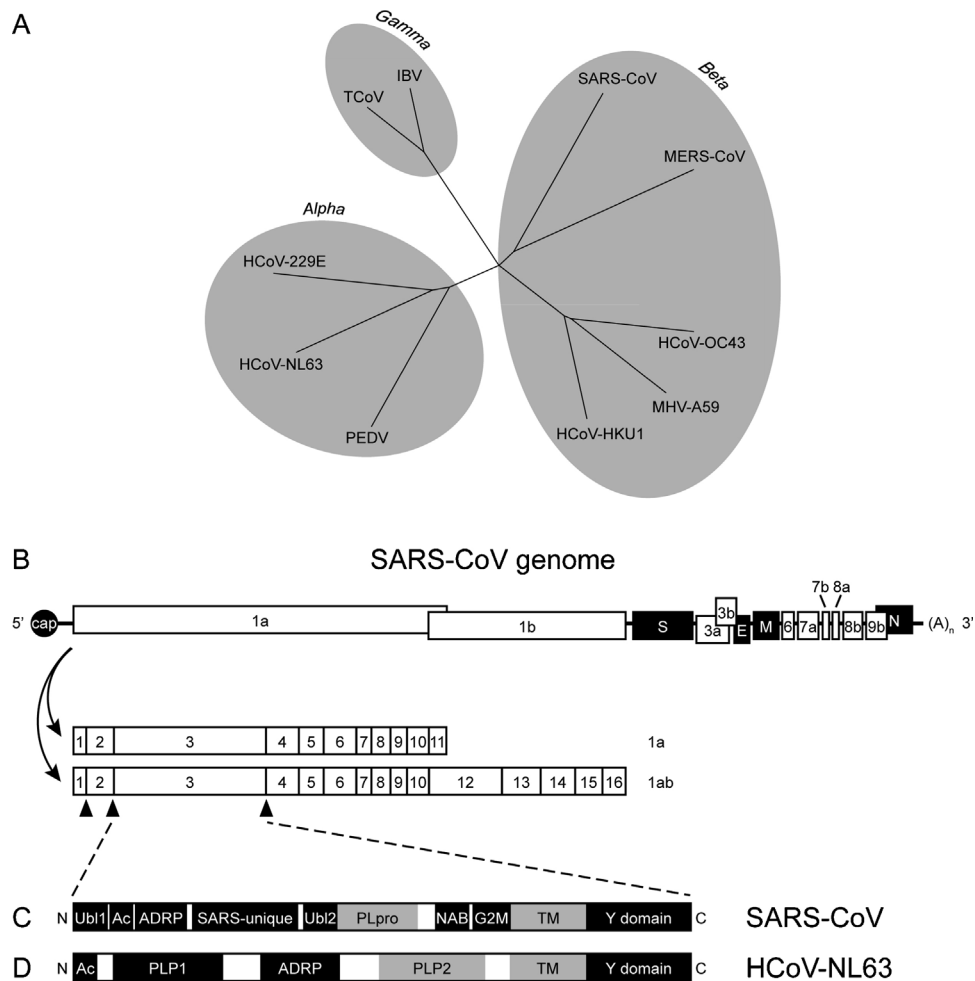 A
Gamma
IBV
TCoV
Beta
SARS-CoV
MERS-CoV
Alpha
HCoV-229E
HCoV-NL63
PEDV
HCoV-OC43
MHV-A59
HCoV-HKU1
B SARS-CoV genome
7b 8a
5' cap 1a 1b S 3a 3b E M 6 7a 8b 9b N (A)n 3'
1 2 3 4 5 6 7 8 9 10 11 1a
1 2 3 4 5 6 7 8 9 10 12 13 14 15 16 1ab
C N Ubl1 Ac ADRP SARS-unique Ubl2 PLpro NAB G2M TM Y domain C SARS-CoV
D N Ac PLP1 ADRP PLP2 TM Y domain C HCoV-NL63